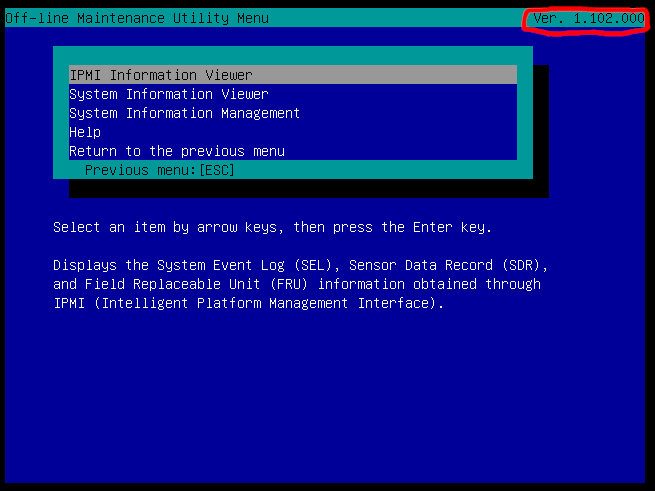 Off-line Maintenance Utility Menu Ver. 1.102.000
IPMI Information Viewer
System Information Viewer
System Information Management
Help
Return to the previous menu
Previous menu:[ESC]
Select an item by arrow keys, then press the Enter key.
Displays the System Event Log (SEL), Sensor Data Record (SDR),
and Field Replaceable Unit (FRU) information obtained through
IPMI (Intelligent Platform Management Interface).